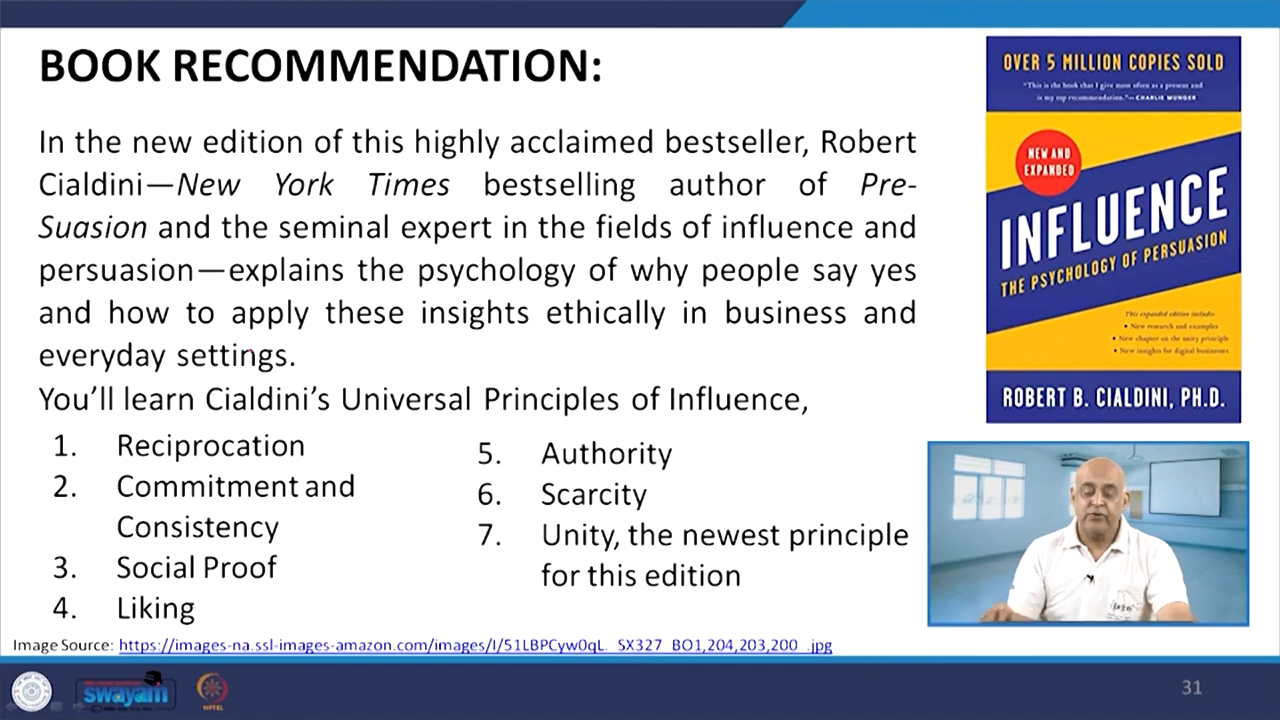 BOOK RECOMMENDATION:
In the new edition of this highly acclaimed bestseller, Robert
Cialdini—New York Times bestselling author of Pre-
Suasion and the seminal expert in the fields of influence and
persuasion—explains the psychology of why people say yes
and how to apply these insights ethically in business and
everyday settings.
You'll learn Cialdini's Universal Principles of Influence,
1. Reciprocation
2. Commitment and
Consistency
3. Social Proof
4. Liking
5. Authority
6. Scarcity
7. Unity, the newest principle
for this edition
Image Source: https://images-na.ssl-images-amazon.com/images/I/51LBPCyw0qL._SX327_BO1,204,203,200_.jpg
OVER 5 MILLION COPIES SOLD
"This is the book that I give most often as a present and
is my top recommendation."—CHARLIE MUNGER
NEW AND
EXPANDED
INFLUENCE
THE PSYCHOLOGY OF PERSUASION
This expanded edition includes
• New research and examples
• New chapter on the unity principle
• New insights for digital businesses
ROBERT B. CIALDINI, PH.D.
swayam
NPTEL
31